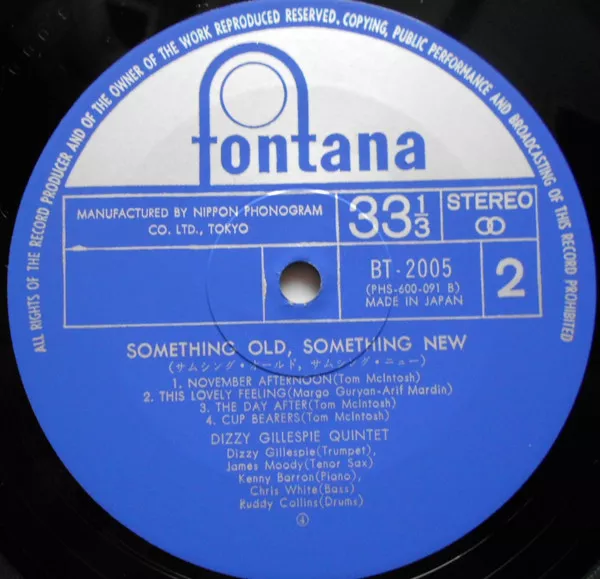 ALL RIGHTS OF THE RECORD PRODUCER AND OF THE OWNER OF THE WORK REPRODUCED RESERVED. COPYING, PUBLIC PERFORMANCE AND BROADCASTING OF THIS RECORD PROHIBITED
fontana
MANUFACTURED BY NIPPON PHONOGRAM
CO. LTD., TOKYO
33 1/3
STEREO
BT-2005
(PHS-600-091 B)
MADE IN JAPAN
2
SOMETHING OLD, SOMETHING NEW
(サムシング・オールド, サムシング・ニュー)
1. NOVEMBER AFTERNOON(Tom McIntosh)
2. THIS LOVELY FEELING(Margo Guryan-Arif Mardin)
3. THE DAY AFTER(Tom McIntosh)
4. CUP BEARERS(Tom McIntosh)
DIZZY GILLESPIE QUINTET
Dizzy Gillespie(Trumpet),
James Moody(Tenor Sax)
Kenny Barron(Piano),
Chris White(Bass)
Ruddy Collins(Drums)
④